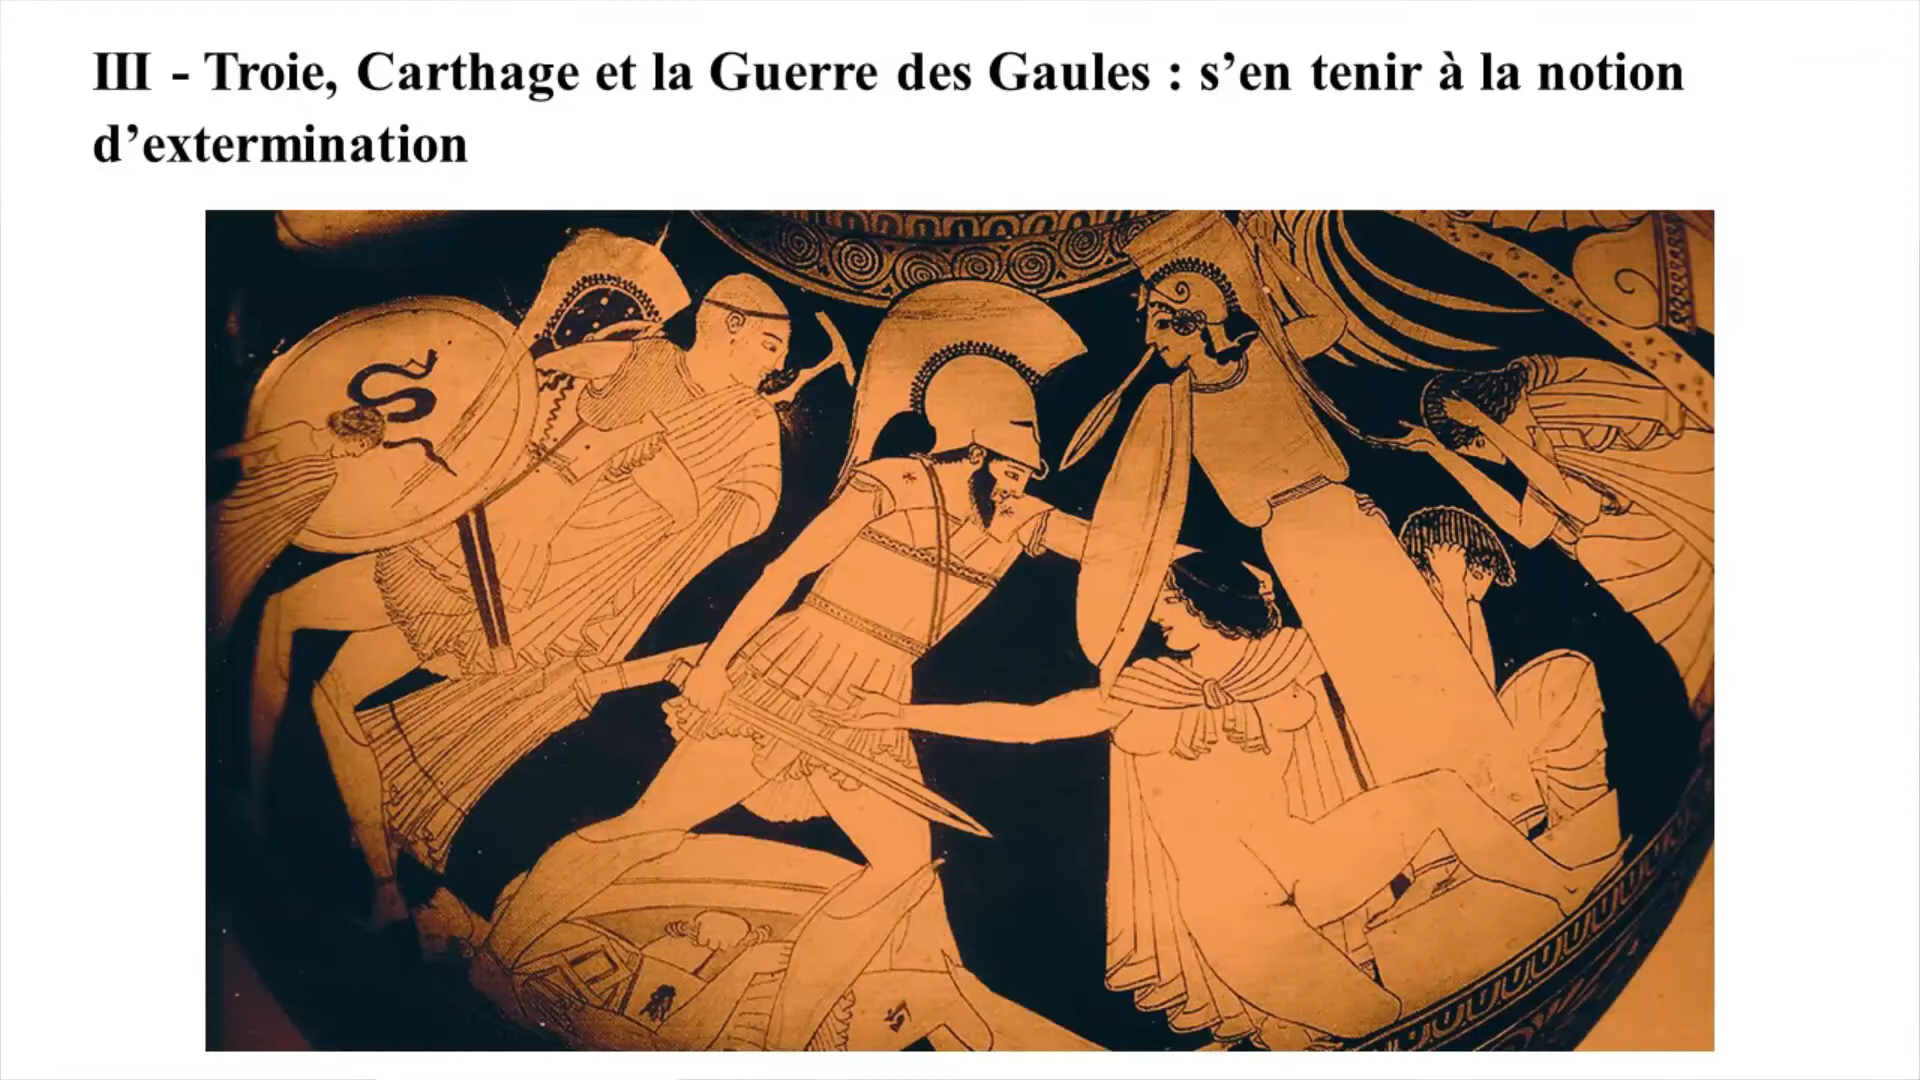 III - Troie, Carthage et la Guerre des Gaules : s’en tenir à la notion
d’extermination